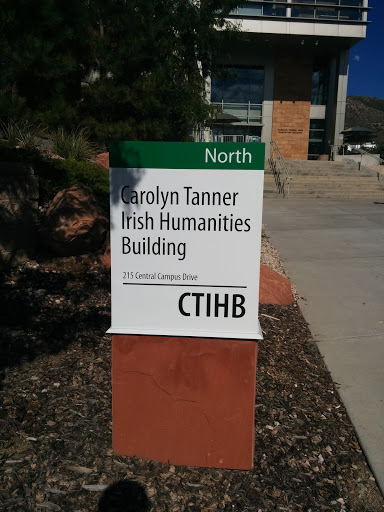 North
Carolyn Tanner
Irish Humanities
Building
215 Central Campus Drive
CTIHB